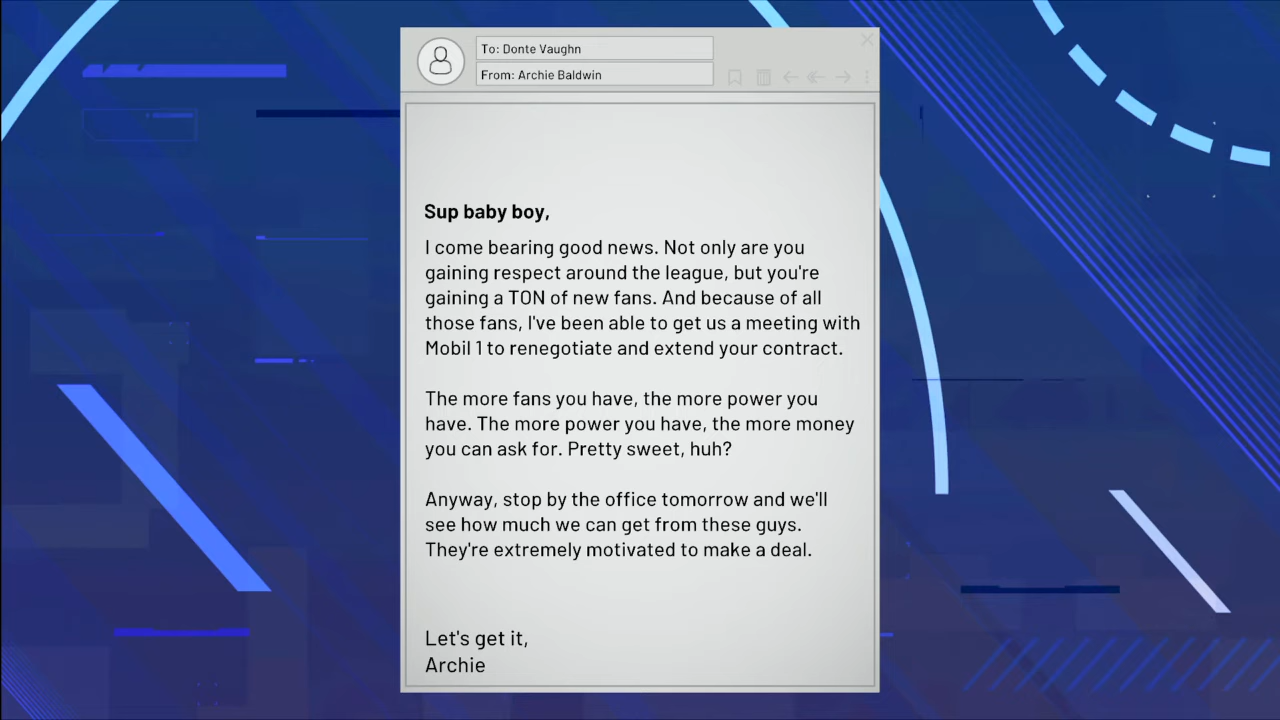 To: Donte Vaughn
From: Archie Baldwin
Sup baby boy,
I come bearing good news. Not only are you
gaining respect around the league, but you're
gaining a TON of new fans. And because of all
those fans, I've been able to get us a meeting with
Mobil 1 to renegotiate and extend your contract.
The more fans you have, the more power you
have. The more power you have, the more money
you can ask for. Pretty sweet, huh?
Anyway, stop by the office tomorrow and we'll
see how much we can get from these guys.
They're extremely motivated to make a deal.
Let's get it,
Archie